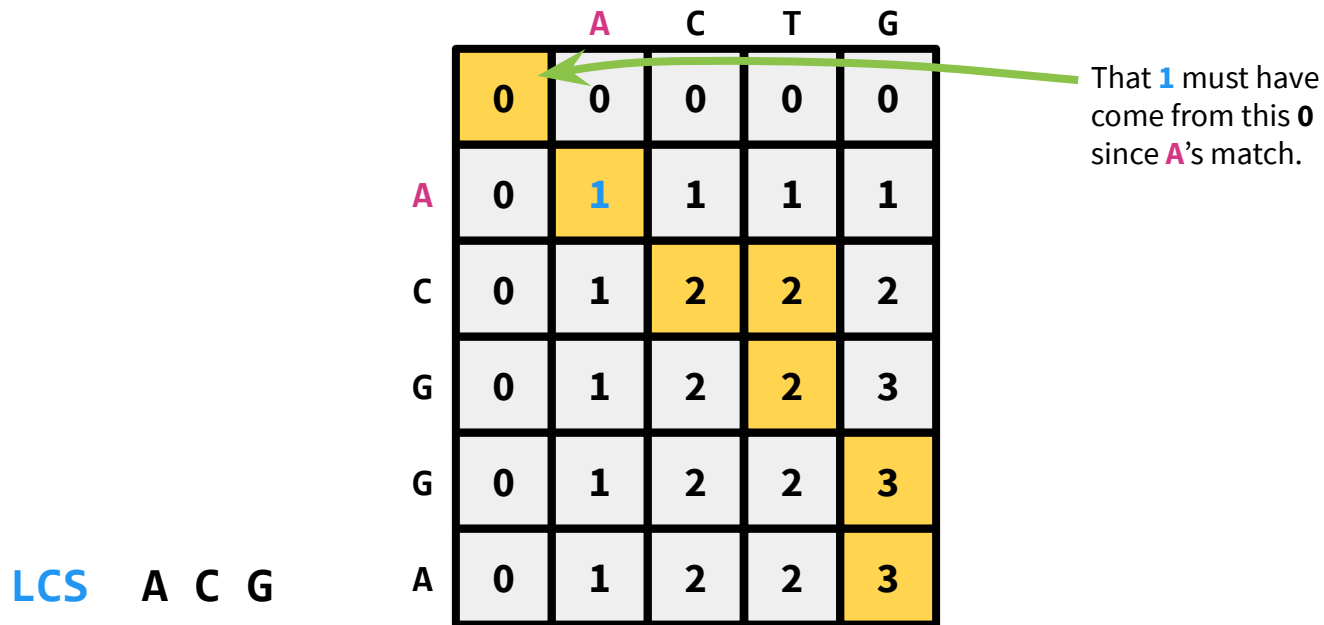 A C T G
0 0 0 0 0
That 1 must have
come from this 0
since A’s match.
A 0 1 1 1 1
C 0 1 2 2 2
G 0 1 2 2 3
G 0 1 2 2 3
A 0 1 2 2 3
LCS A C G